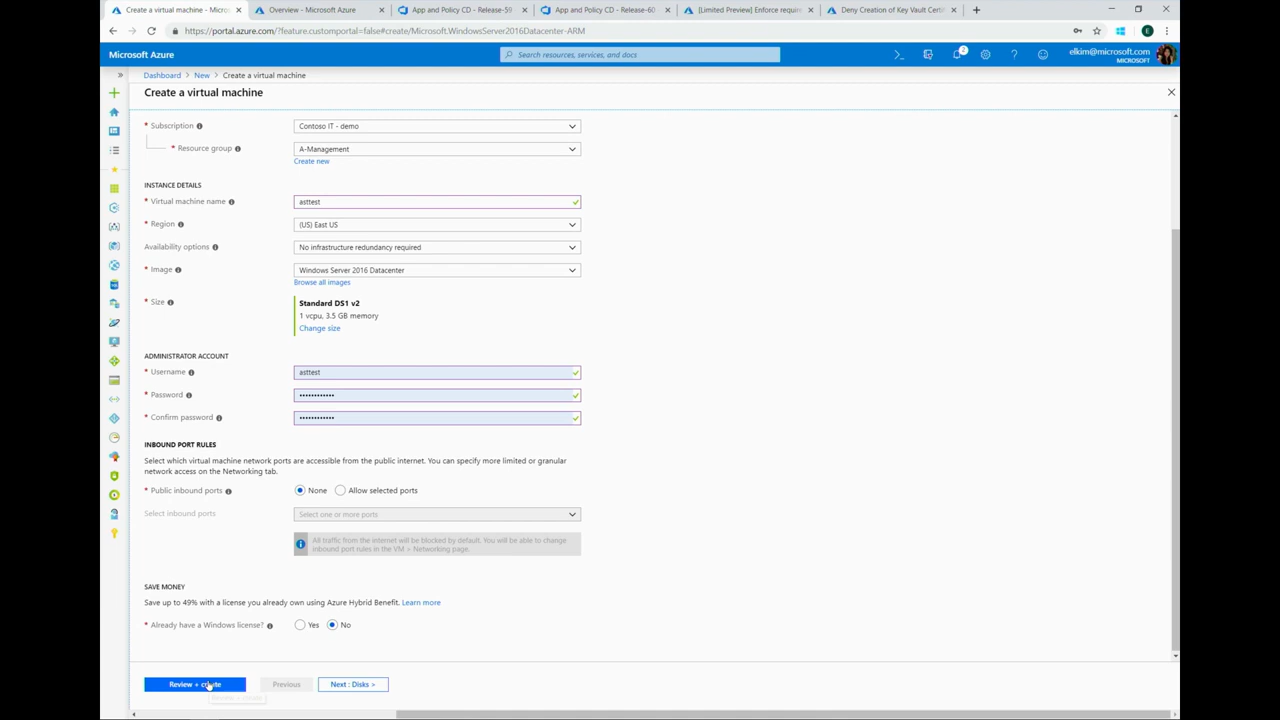 Create a virtual machine - Micros
Overview - Microsoft Azure
App and Policy CD - Release-59
App and Policy CD - Release-60
[Limited Preview] Enforce require
Deny Creation of Key Vault Certi
https://portal.azure.com/?feature.customportal=false#create/Microsoft.WindowsServer2016Datacenter-ARM
E
Microsoft Azure
Search resources, services, and docs
2
elkim@microsoft.com
MICROSOFT
Dashboard
New
Create a virtual machine
Create a virtual machine
* Subscription
Contoso IT - demo
* Resource group
A-Management
Create new
INSTANCE DETAILS
* Virtual machine name
asttest
* Region
(US) East US
Availability options
No infrastructure redundancy required
* Image
Windows Server 2016 Datacenter
Browse all images
* Size
Standard DS1 v2
1 vcpu, 3.5 GB memory
Change size
ADMINISTRATOR ACCOUNT
* Username
asttest
* Password
••••••••••••
* Confirm password
••••••••••••
INBOUND PORT RULES
Select which virtual machine network ports are accessible from the public internet. You can specify more limited or granular
network access on the Networking tab.
* Public inbound ports
None
Allow selected ports
Select inbound ports
Select one or more ports
All traffic from the internet will be blocked by default. You will be able to change
inbound port rules in the VM > Networking page.
SAVE MONEY
Save up to 49% with a license you already own using Azure Hybrid Benefit. Learn more
* Already have a Windows license?
Yes
No
Review + create
Previous
Next : Disks >
Review + create